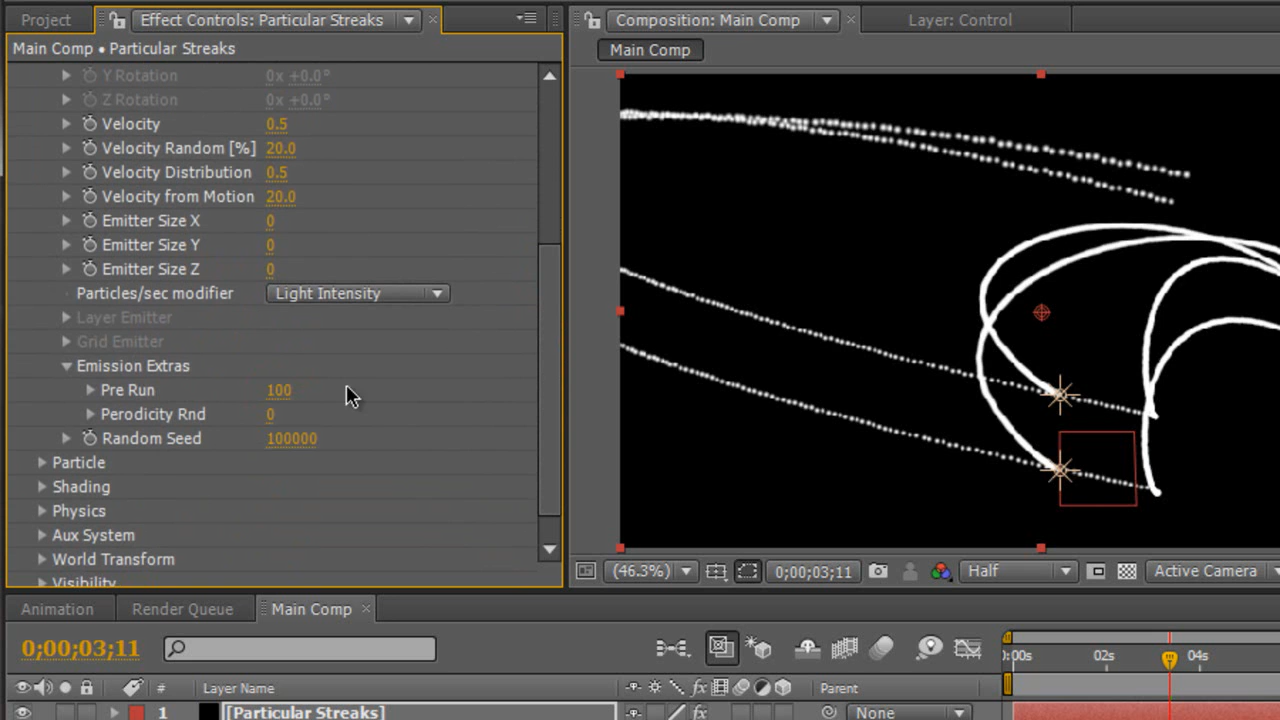 Project
Effect Controls: Particular Streaks
Composition: Main Comp
Layer: Control
Main Comp • Particular Streaks
Main Comp
Y Rotation 0x +0.0°
Z Rotation 0x +0.0°
Velocity 0.5
Velocity Random [%] 20.0
Velocity Distribution 0.5
Velocity from Motion 20.0
Emitter Size X 0
Emitter Size Y 0
Emitter Size Z 0
Particles/sec modifier Light Intensity
Layer Emitter
Grid Emitter
Emission Extras
Pre Run 100
Perodicity Rnd 0
Random Seed 100000
Particle
Shading
Physics
Aux System
World Transform
Visibility
(46.3%) 0;00;03;11 Half Active Camera
Animation Render Queue Main Comp
0;00;03;11
):00s 02s 04s
# Layer Name fx Parent
1 [Particular Streaks] fx None